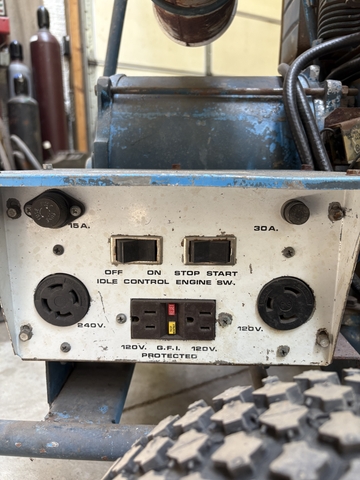 15A. 30A.
OFF ON STOP START
IDLE CONTROL ENGINE SW.
240V. 120V.
120V. G.F.I. 120V.
PROTECTED